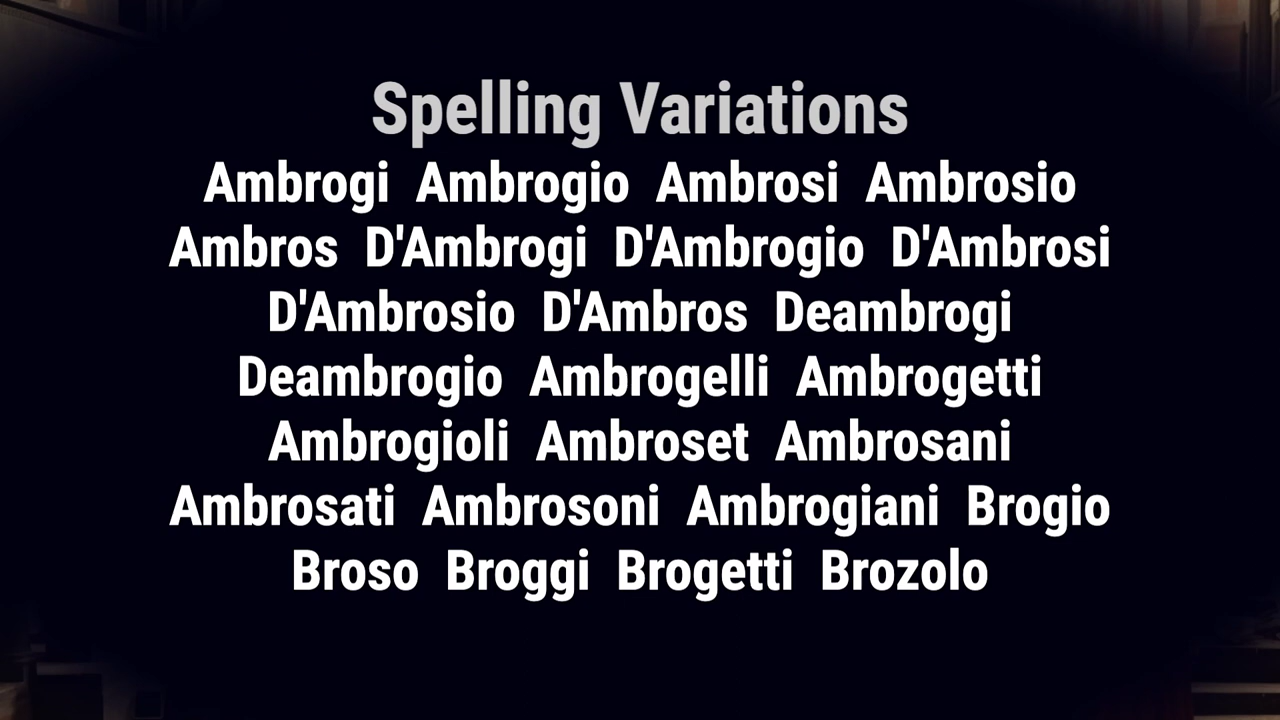 Spelling Variations
Ambrogi Ambrogio Ambrosi Ambrosio
Ambros D'Ambrogi D'Ambrogio D'Ambrosi
D'Ambrosio D'Ambros Deambrogi
Deambrogio Ambrogelli Ambrogetti
Ambrogioli Ambroset Ambrosani
Ambrosati Ambrosoni Ambrogiani Brogio
Broso Broggi Brogetti Brozolo